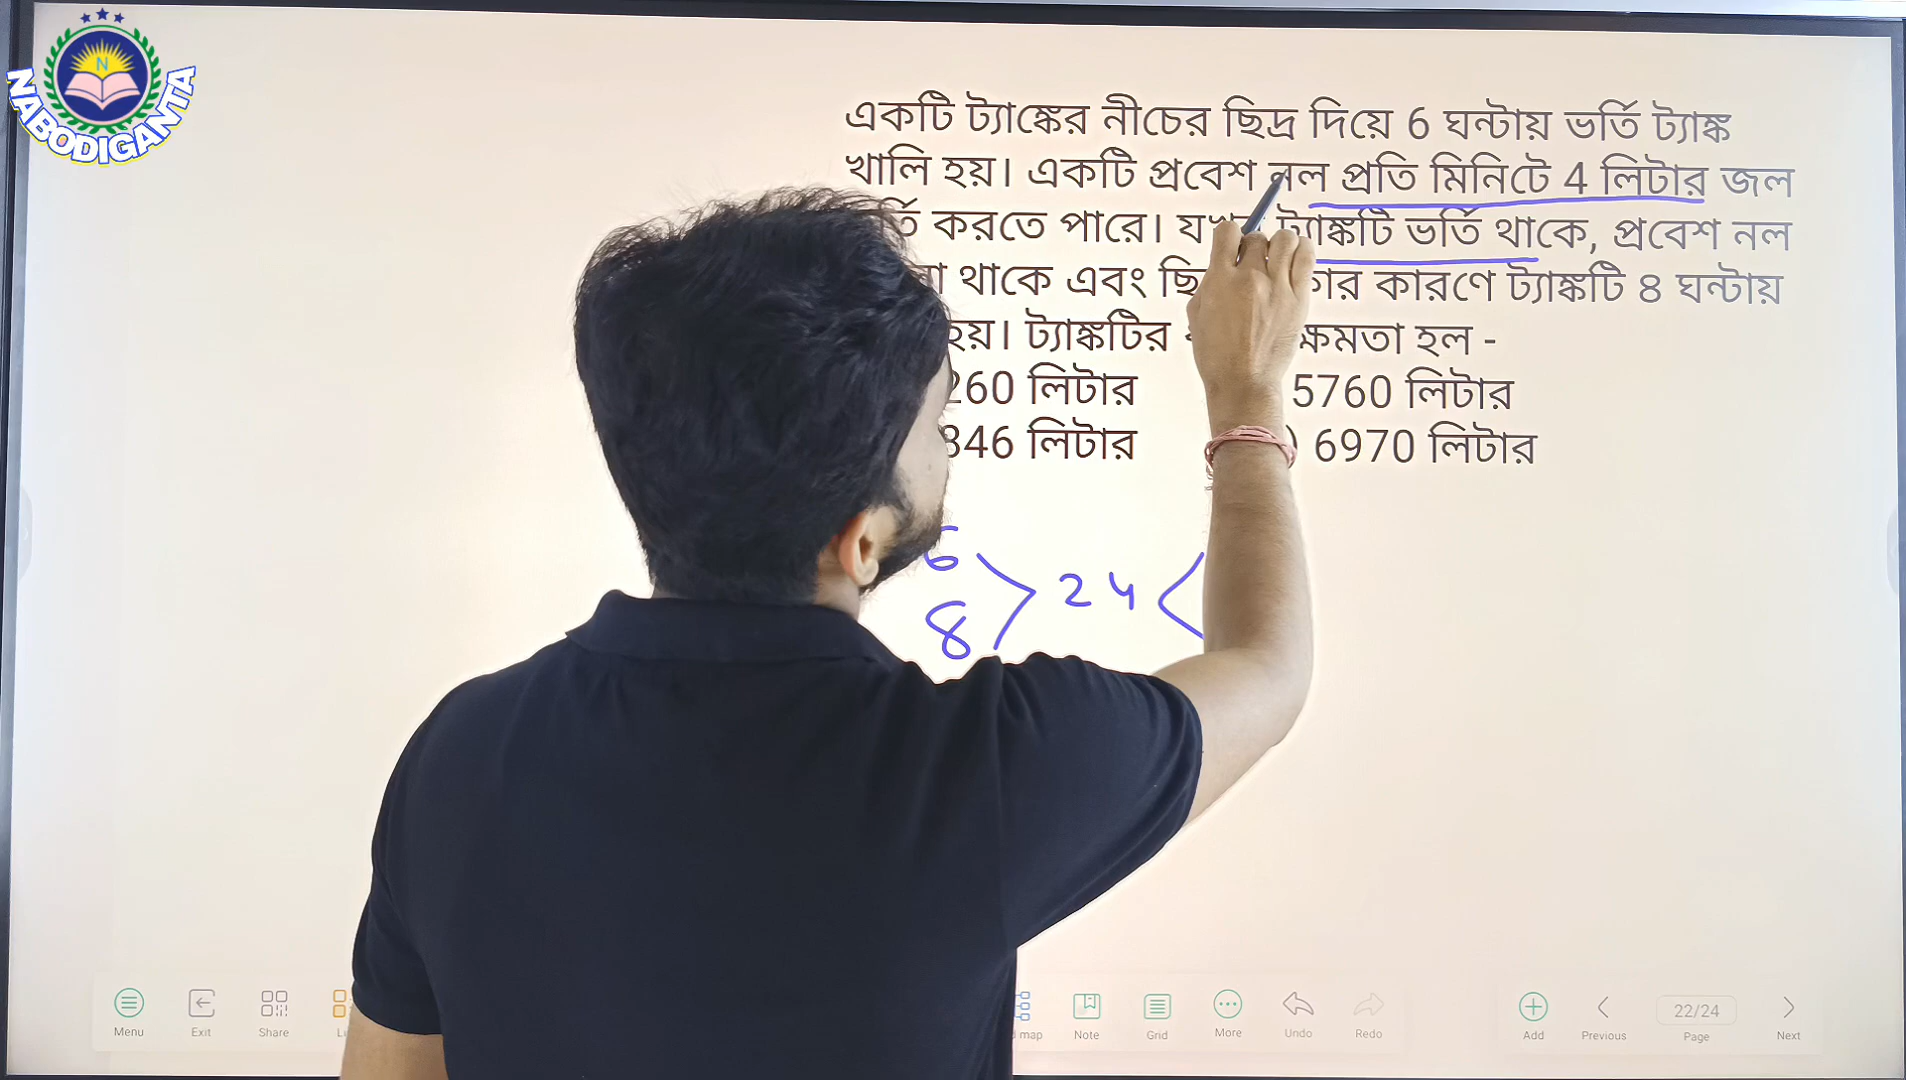 N
NABODIGANTA
একটি ট্যাঙ্কের নীচের ছিদ্র দিয়ে 6 ঘন্টায় ভর্তি ট্যাঙ্ক
খালি হয়। একটি প্রবেশ নল প্রতি মিনিটে 4 লিটার জল
করতে পারে। ট্যাঙ্কটি ভর্তি থাকে, প্রবেশ নল
থাকে এবং কারণে ট্যাঙ্কটি 8 ঘন্টায়
হয়। ট্যাঙ্কটির ক্ষমতা হল -
260 লিটার 5760 লিটার
846 লিটার ) 6970 লিটার
6
8
24
Menu Exit Share map Note Grid More Undo Redo Add Previous 22/24 Page Next